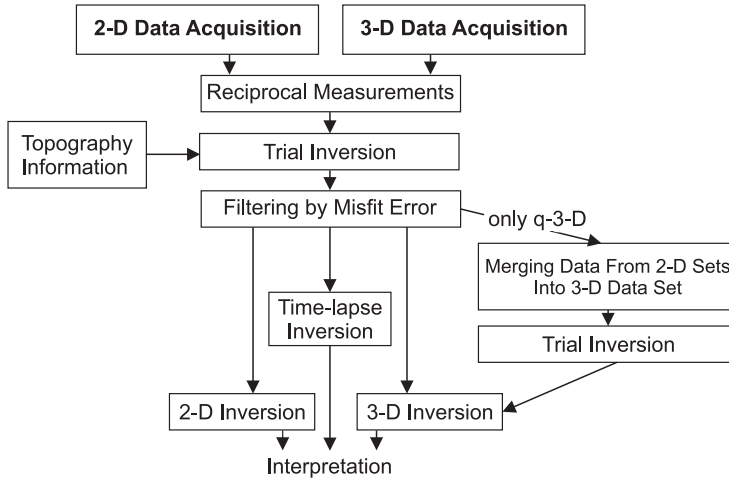 2-D Data Acquisition
3-D Data Acquisition
Reciprocal Measurements
Topography
Information
Trial Inversion
Filtering by Misfit Error
only q-3-D
Merging Data From 2-D Sets
Into 3-D Data Set
Time-lapse
Inversion
Trial Inversion
2-D Inversion
3-D Inversion
Interpretation